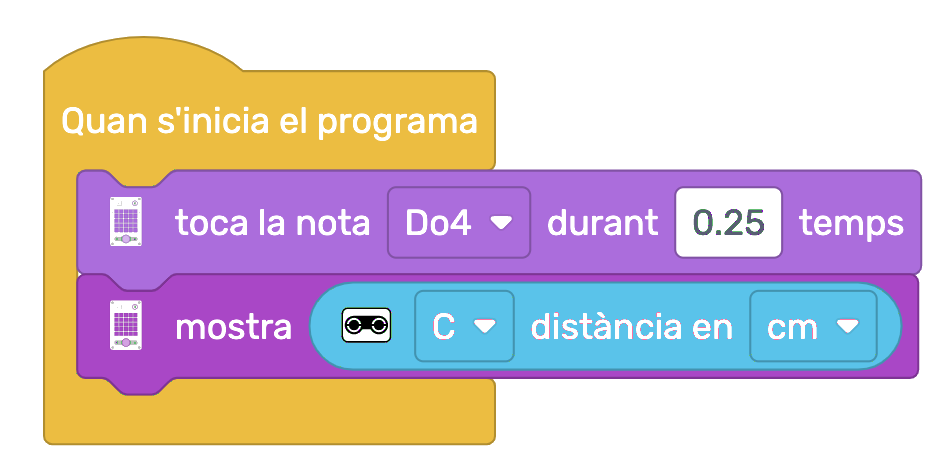 Quan s'inicia el programa
toca la nota Do4 durant 0.25 temps
mostra C distància en cm